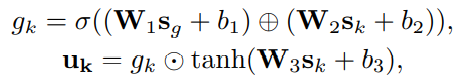 g_k = σ((W_1 s_g + b_1) ⊕ (W_2 s_k + b_2)),
u_k = g_k ⊙ tanh(W_3 s_k + b_3),